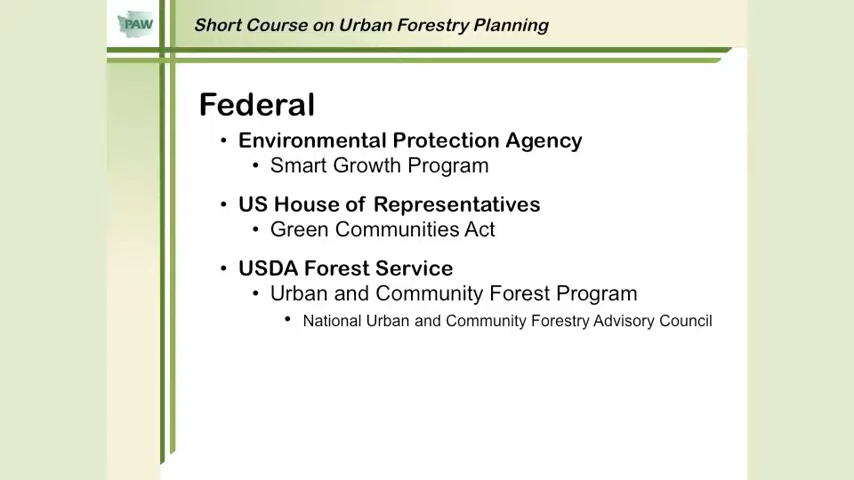 PAW
Short Course on Urban Forestry Planning
Federal
• Environmental Protection Agency
• Smart Growth Program
• US House of Representatives
• Green Communities Act
• USDA Forest Service
• Urban and Community Forest Program
• National Urban and Community Forestry Advisory Council